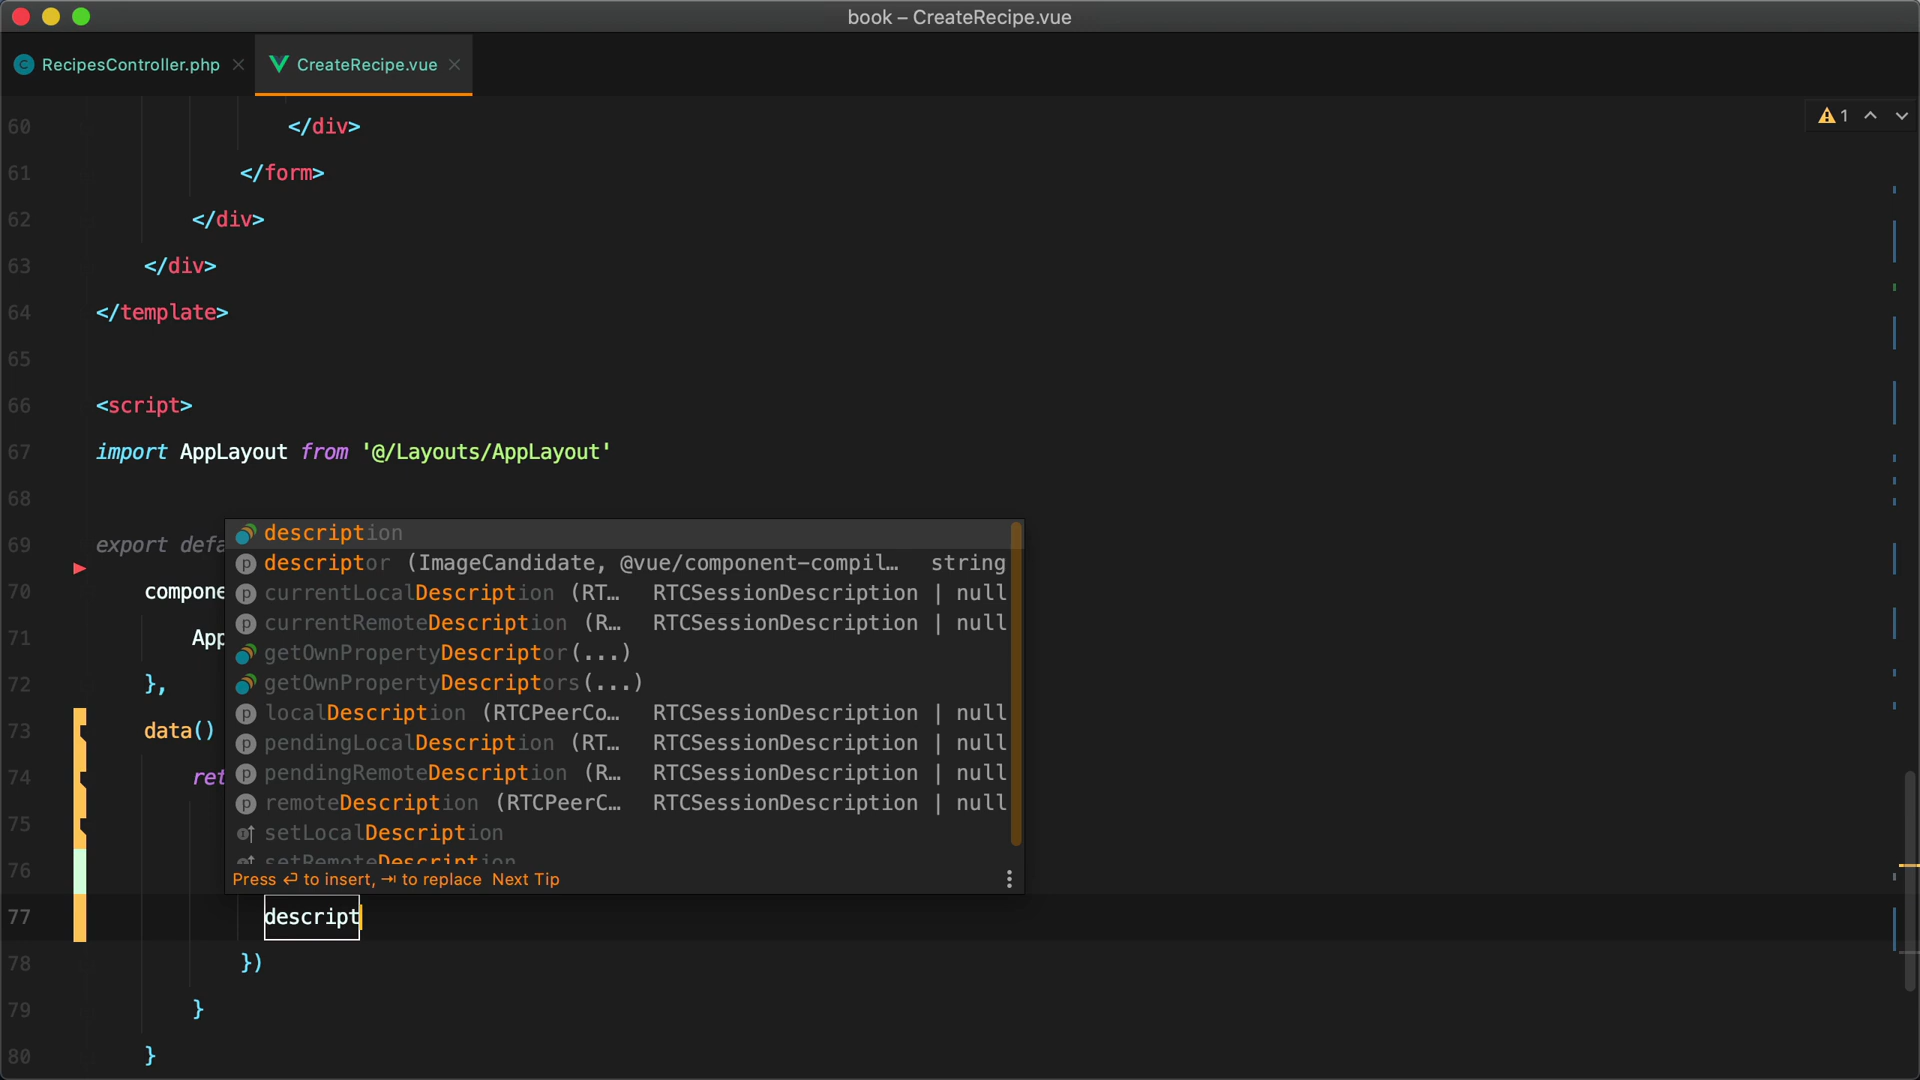 book – CreateRecipe.vue
RecipesController.php
CreateRecipe.vue
1
60 </div>
61 </form>
62 </div>
63 </div>
64 </template>
65
66 <script>
67 import AppLayout from '@/Layouts/AppLayout'
68
69 export defa
70 compone
71 App
72 },
73 data()
74 ret
75
76
description
descriptor (ImageCandidate, @vue/component-compil… string
currentLocalDescription (RT… RTCSessionDescription | null
currentRemoteDescription (R… RTCSessionDescription | null
getOwnPropertyDescriptor(...)
getOwnPropertyDescriptors(...)
localDescription (RTCPeerCo… RTCSessionDescription | null
pendingLocalDescription (RT… RTCSessionDescription | null
pendingRemoteDescription (R… RTCSessionDescription | null
remoteDescription (RTCPeerC… RTCSessionDescription | null
setLocalDescription
setRemoteDescription
Press ↩ to insert, ⇥ to replace Next Tip
77 descript
78 })
79 }
80 }